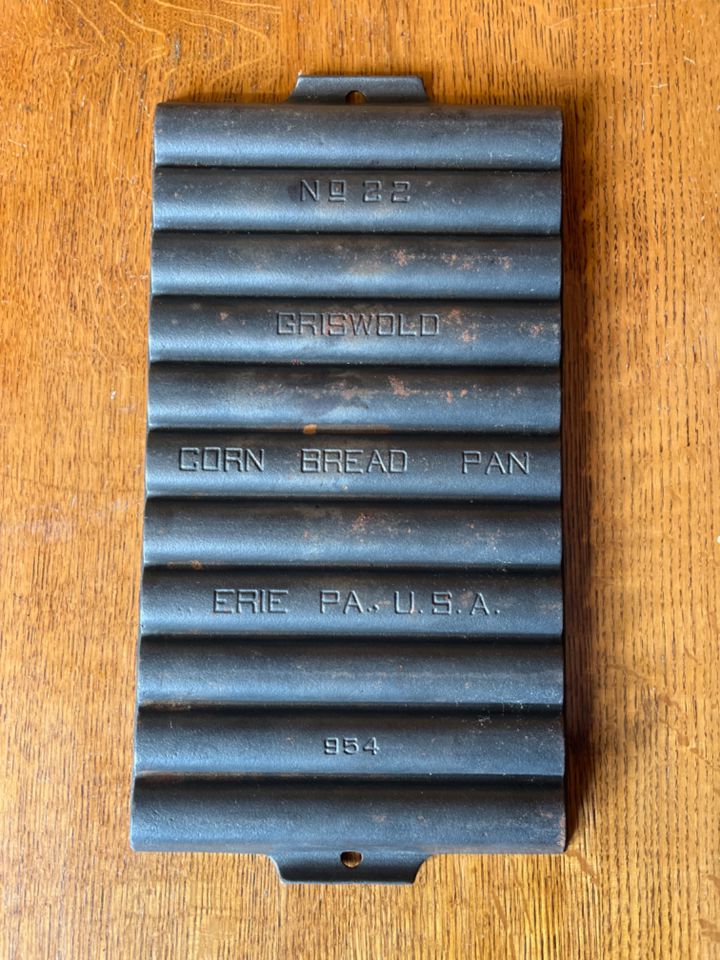 No 22
GRISWOLD
CORN BREAD PAN
ERIE PA., U.S.A.
954